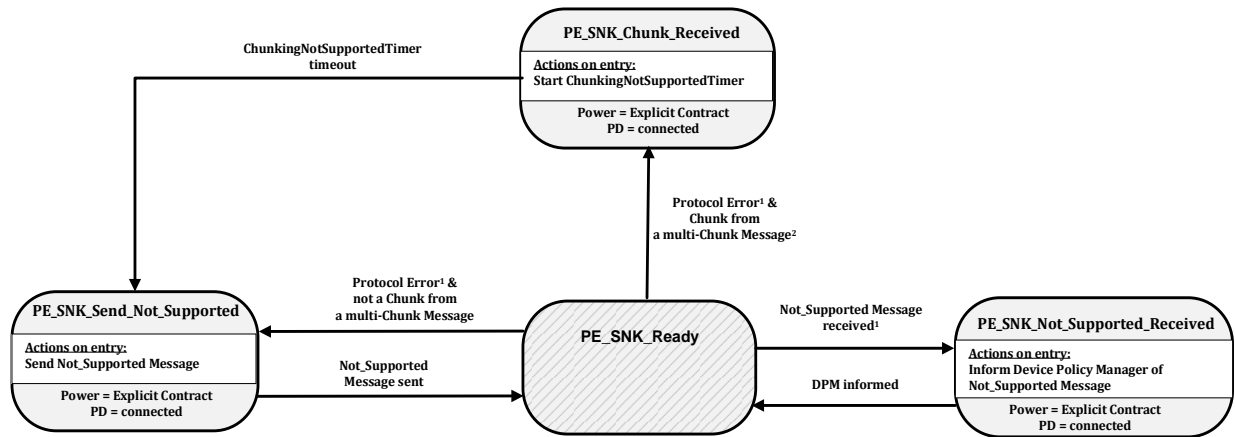 PE_SNK_Chunk_Received
Actions on entry:
Start ChunkingNotSupportedTimer
Power = Explicit Contract
PD = connected
ChunkingNotSupportedTimer
timeout
Protocol Error¹ &
Chunk from
a multi-Chunk Message²
PE_SNK_Send_Not_Supported
Actions on entry:
Send Not_Supported Message
Power = Explicit Contract
PD = connected
Protocol Error¹ &
not a Chunk from
a multi-Chunk Message
Not_Supported
Message sent
PE_SNK_Ready
Not_Supported Message
received¹
DPM informed
PE_SNK_Not_Supported_Received
Actions on entry:
Inform Device Policy Manager of
Not_Supported Message
Power = Explicit Contract
PD = connected